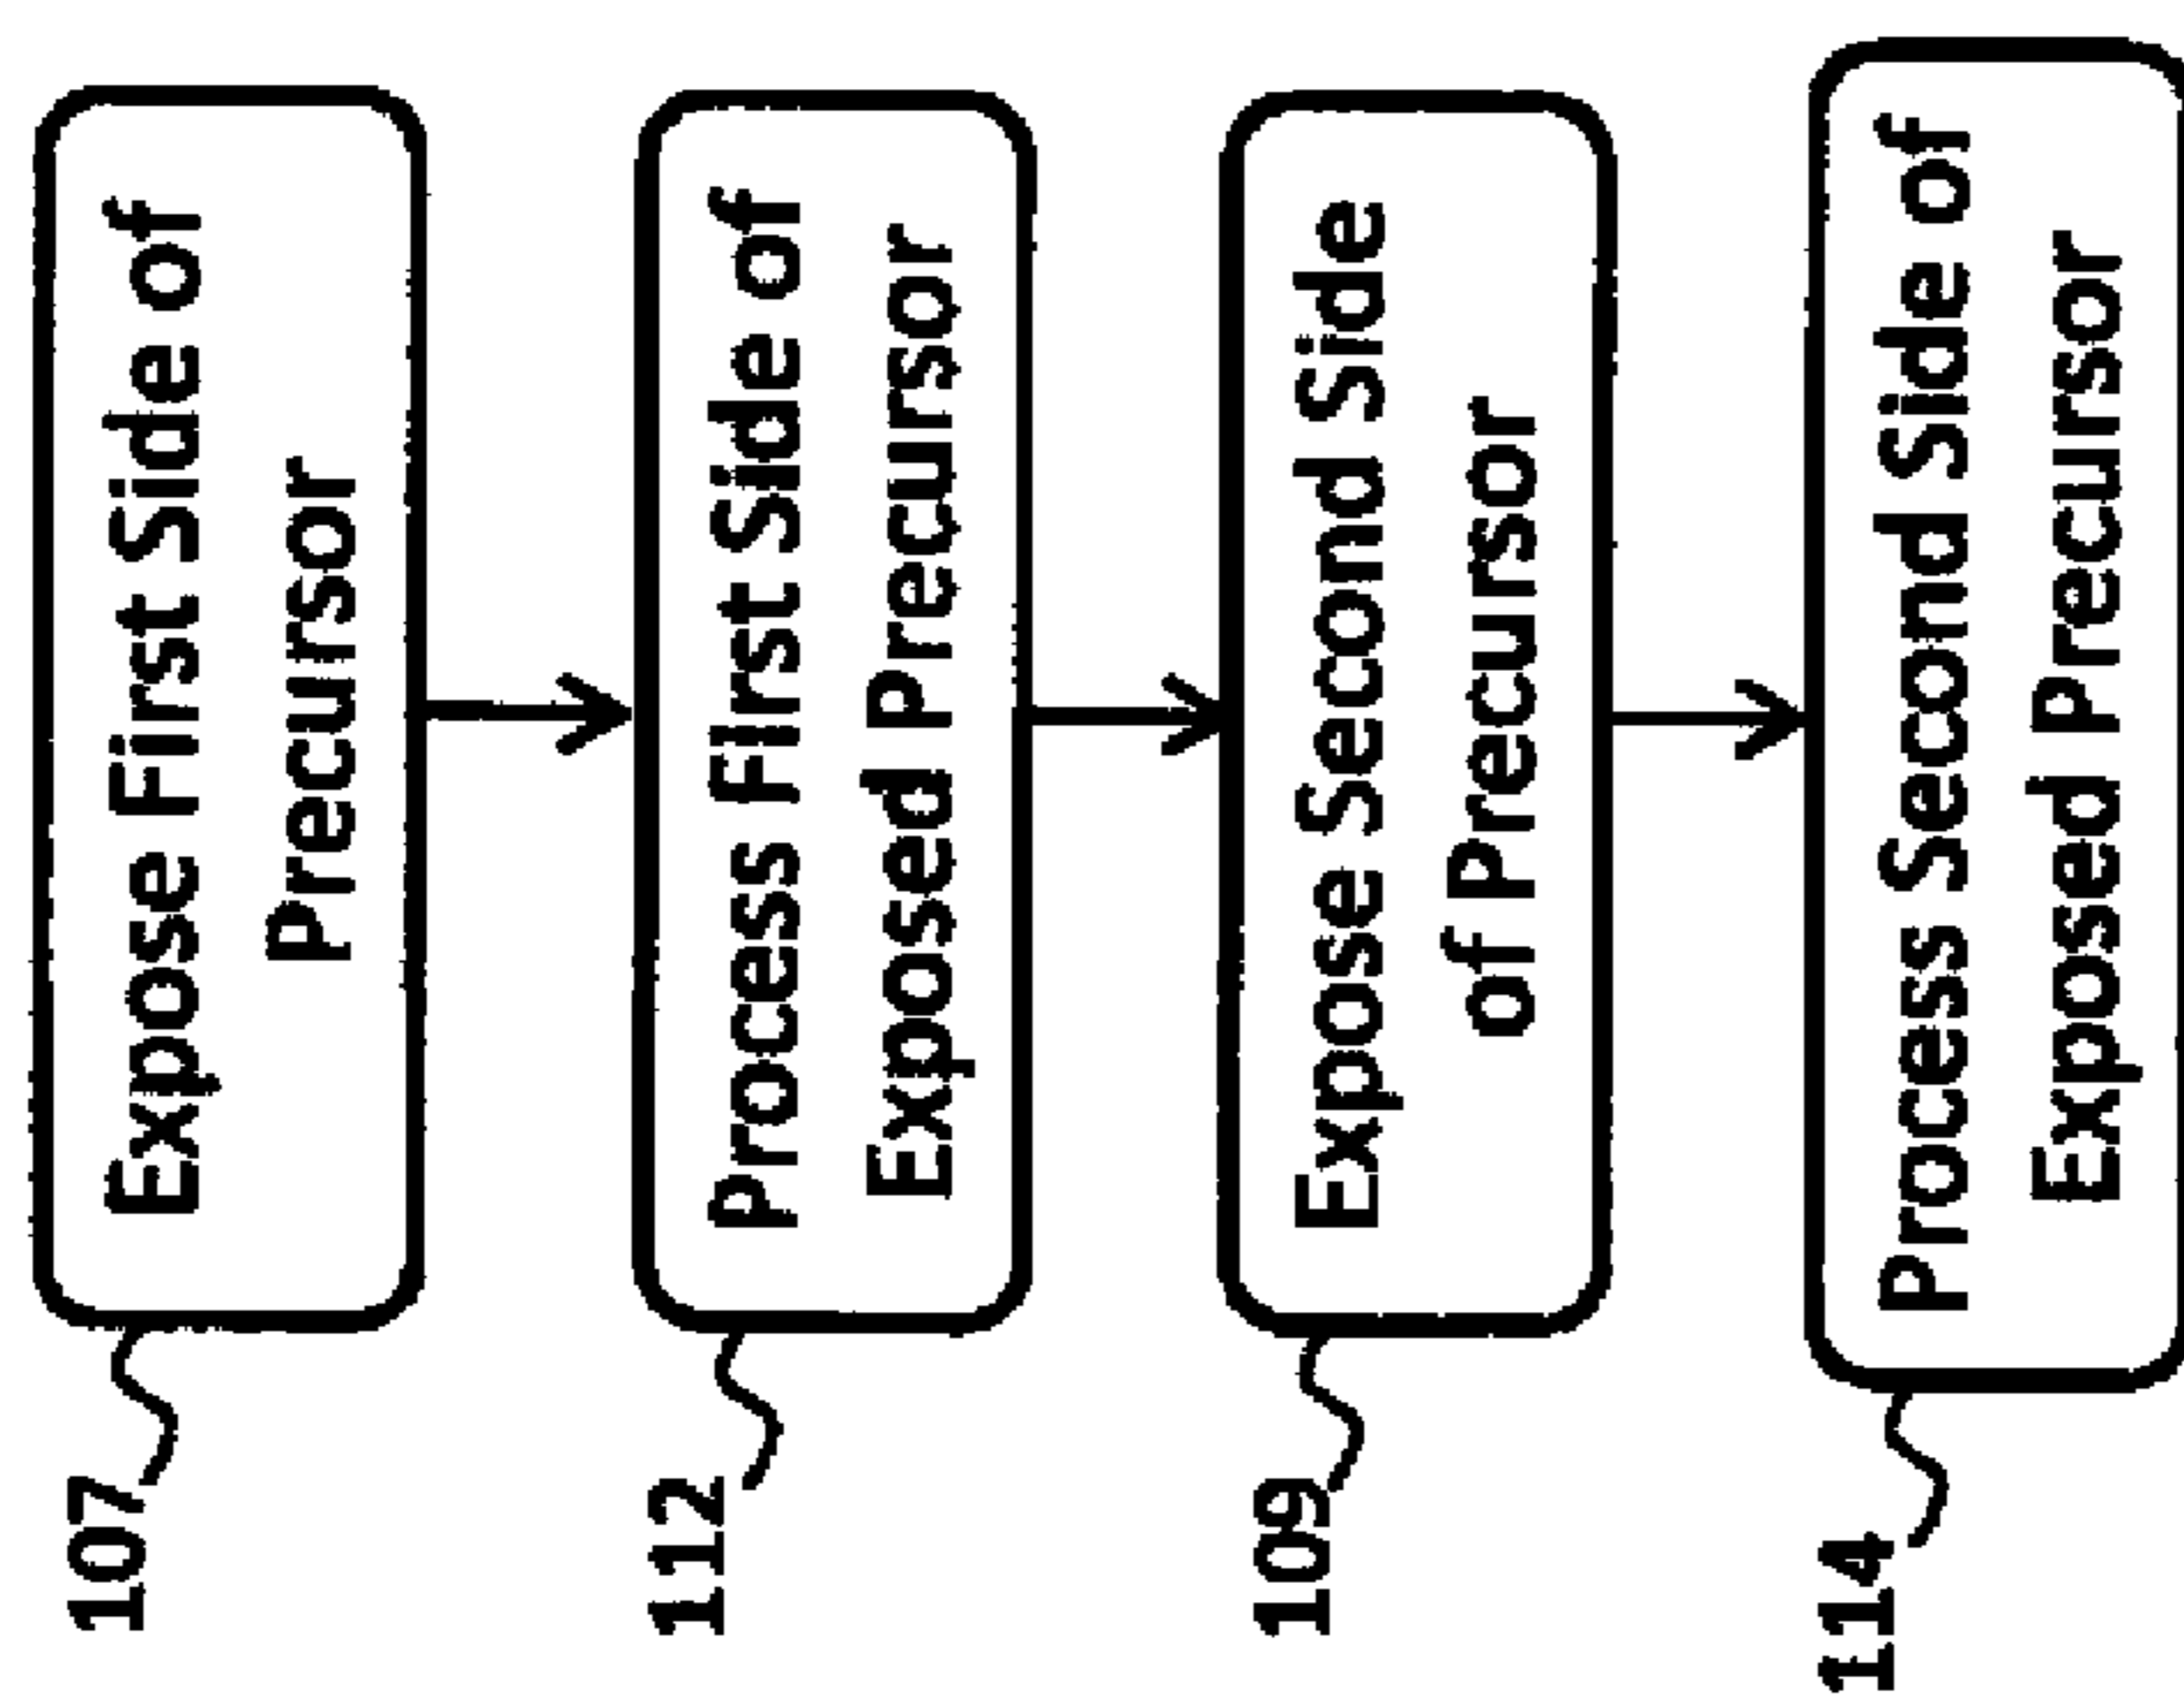 107
Expose First Side of
Precursor
112
Process First Side of
Exposed Precursor
109
Expose Second Side
of Precursor
114
Process Second Side of
Exposed Precursor